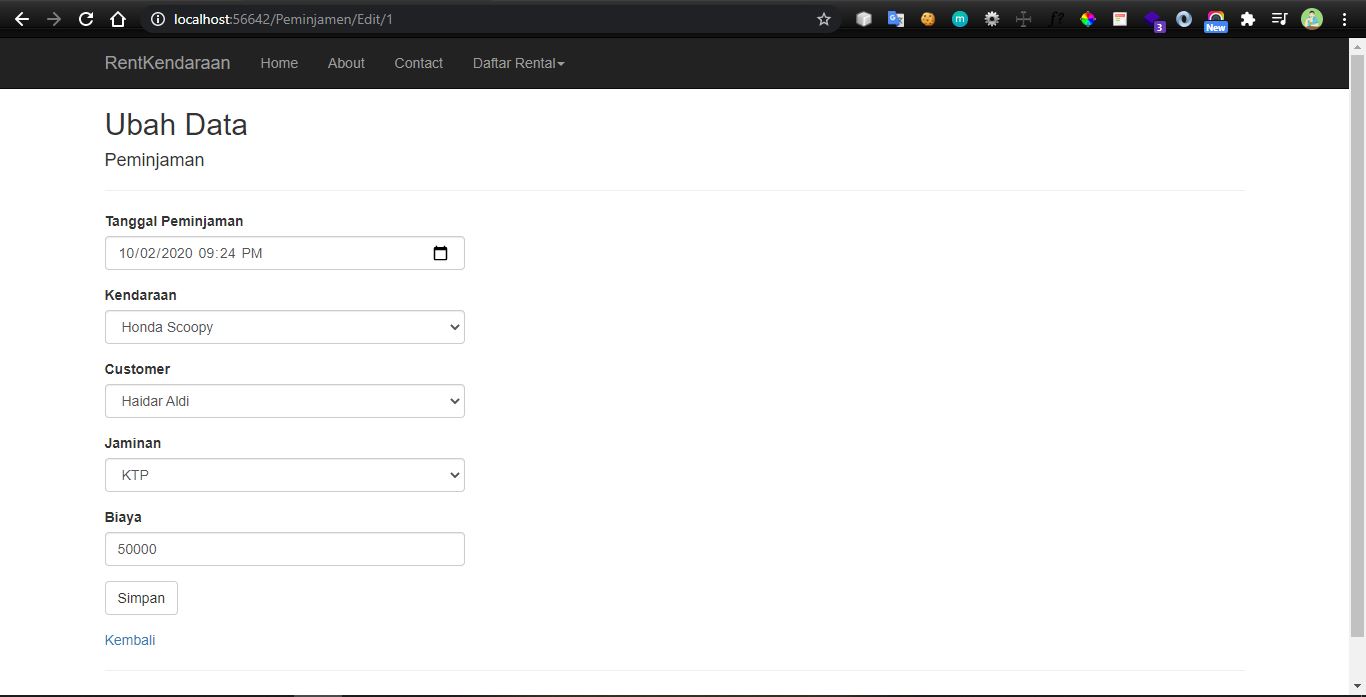 localhost:56642/Peminjamen/Edit/1
m
f?
3
New
RentKendaraan Home About Contact Daftar Rental
Ubah Data
Peminjaman
Tanggal Peminjaman
10/02/2020 09:24 PM
Kendaraan
Honda Scoopy
Customer
Haidar Aldi
Jaminan
KTP
Biaya
50000
Simpan
Kembali